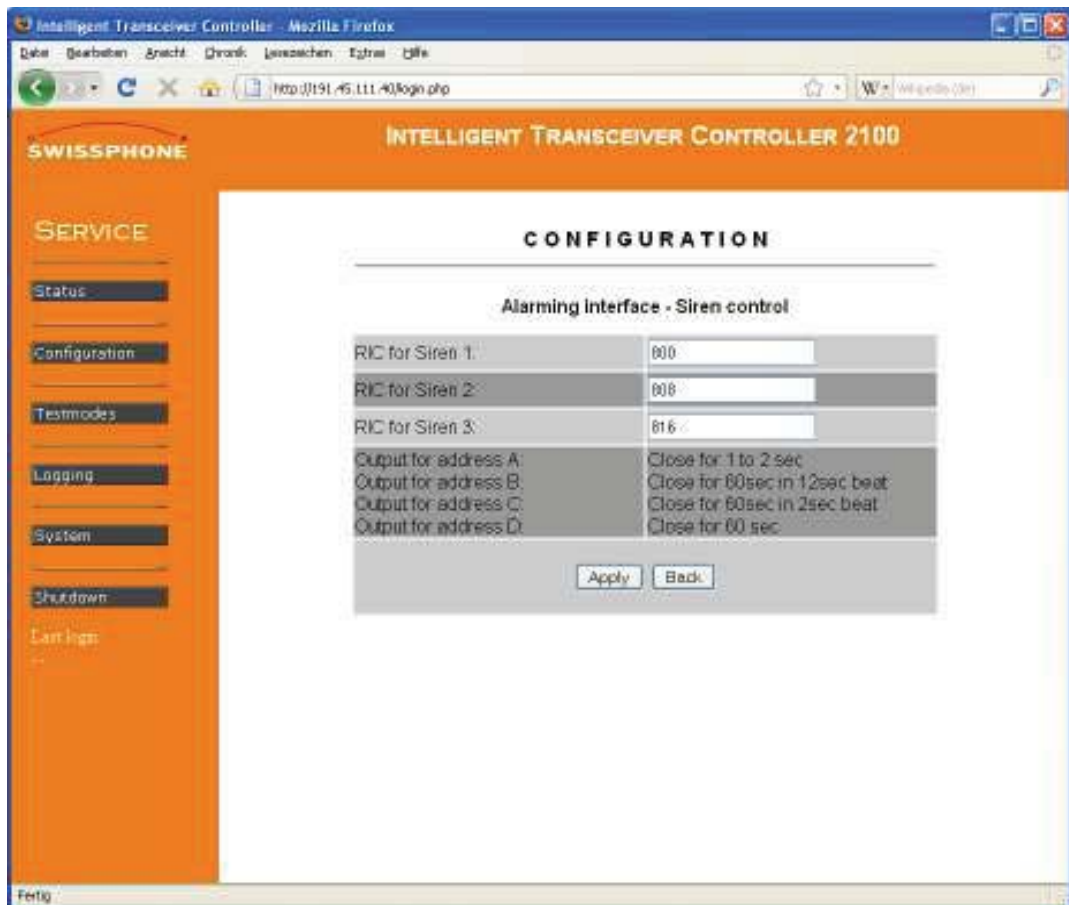 Intelligent Transceiver Controller - Mozilla Firefox
Datei Bearbeiten Ansicht Chronik Lesezeichen Extras Hilfe
http://191.45.111.40/login.php
W Wikipedia (de)
SWISSPHONE
INTELLIGENT TRANSCEIVER CONTROLLER 2100
SERVICE
Status
Configuration
Testmodes
Logging
System
Shutdown
Last login
--
CONFIGURATION
Alarming interface - Siren control
RIC for Siren 1: 800
RIC for Siren 2: 808
RIC for Siren 3: 816
Output for address A: Close for 1 to 2 sec
Output for address B: Close for 60sec in 12sec beat
Output for address C: Close for 60sec in 2sec beat
Output for address D: Close for 60 sec
Apply Back
Fertig